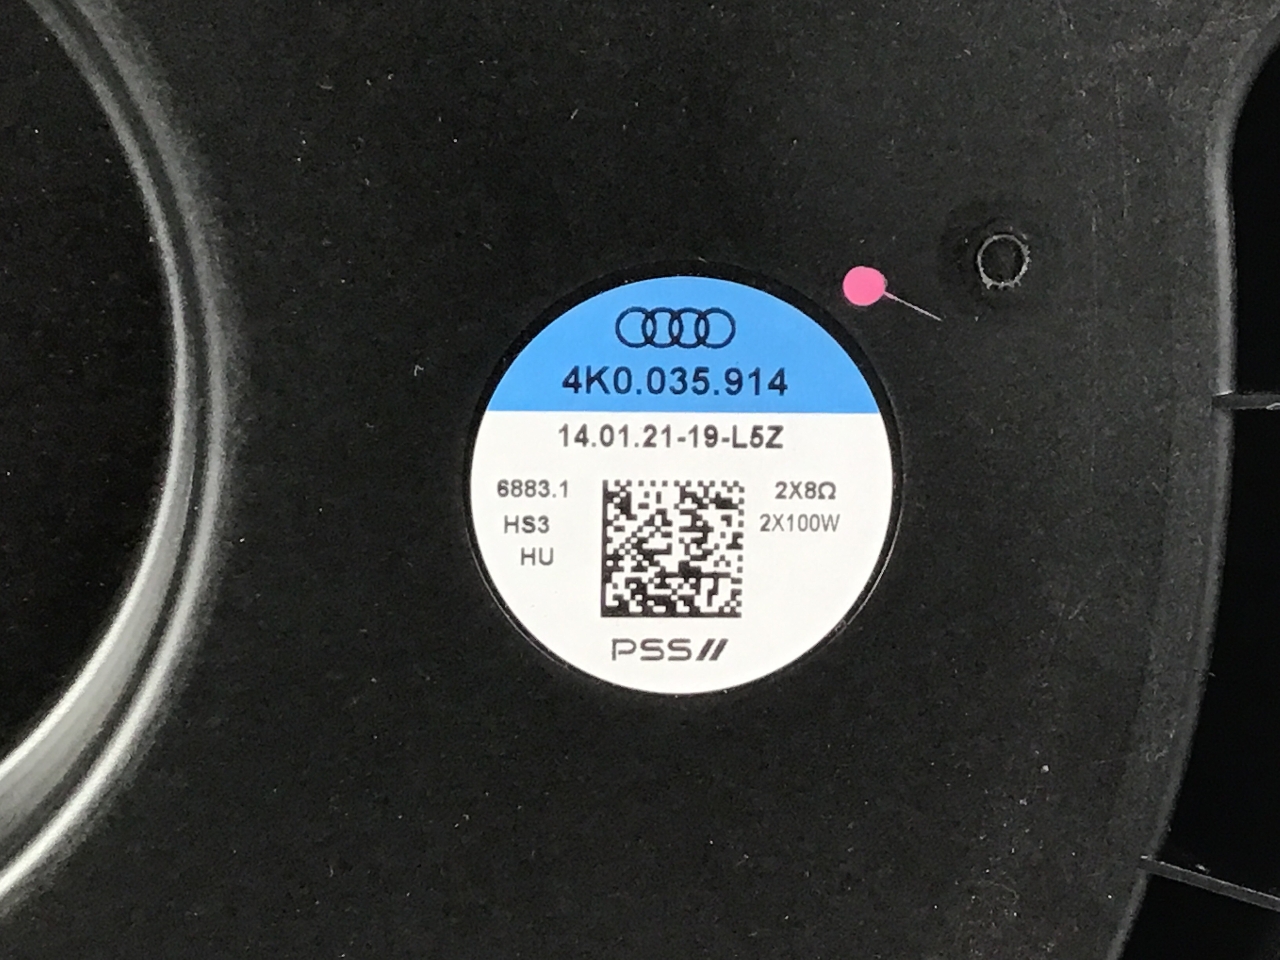 4K0.035.914
14.01.21-19-L5Z
6883.1
HS3
HU
2X8Ω
2X100W
PSS//